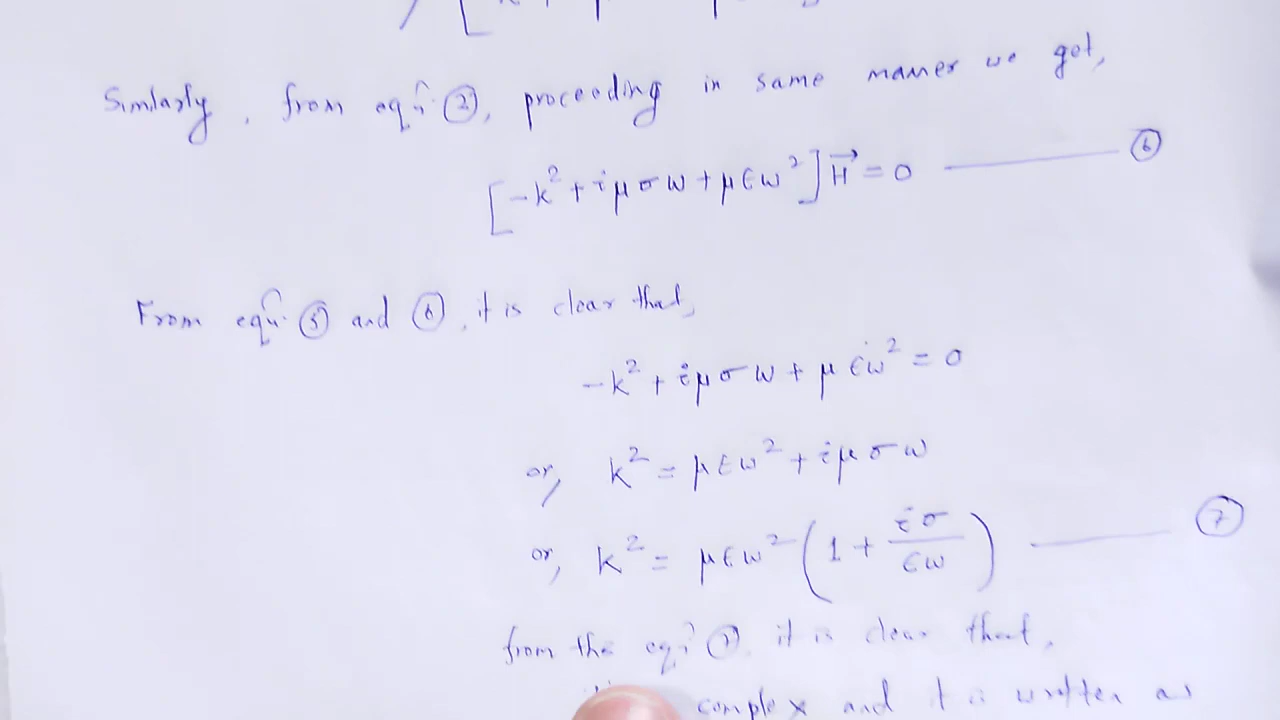 Similarly, from eqn. ②, proceeding in same manner we get,
[-k² + iμσω + μϵω²] H⃗ = 0 ——— ⑥
From eqn. ⑤ and ⑥, it is clear that,
-k² + iμσω + μϵω² = 0
or, k² = μϵω² + iμσω
or, k² = μϵω² (1 + iσ/ϵω) ——— ⑦
from the eqn ⑦, it is clear that,
complex and it is written as